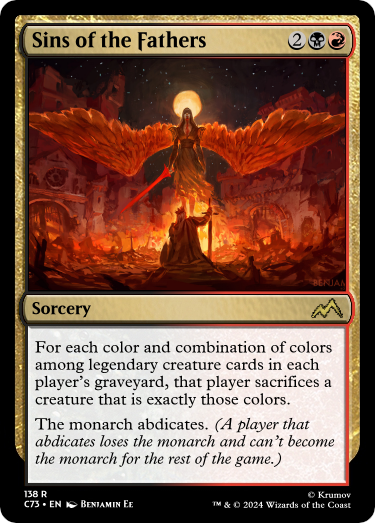 Sins of the Fathers 2
BENJAM
Sorcery
For each color and combination of colors
among legendary creature cards in each
player's graveyard, that player sacrifices a
creature that is exactly those colors.
The monarch abdicates. (A player that
abdicates loses the monarch and can't become
the monarch for the rest of the game.)
138 R © Krumov
C73 • EN Benjamin Ee ™ & © 2024 Wizards of the Coast